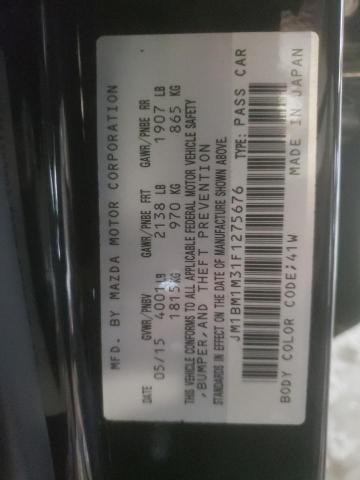 MFD. BY MAZDA MOTOR CORPORATION
DATE GVWR/PNBV GAWR/PNBE FRT GAWR/PNBE RR
05/15 4001LB 2138 LB 1907 LB
1815KG 970 KG 865 KG
THIS VEHICLE CONFORMS TO ALL APPLICABLE FEDERAL MOTOR VEHICLE SAFETY
,BUMPER,AND THEFT PREVENTION
STANDARDS IN EFFECT ON THE DATE OF MANUFACTURE SHOWN ABOVE.
JM1BM1M31F1275676 TYPE: PASS CAR
BODY COLOR CODE;41W MADE IN JAPAN